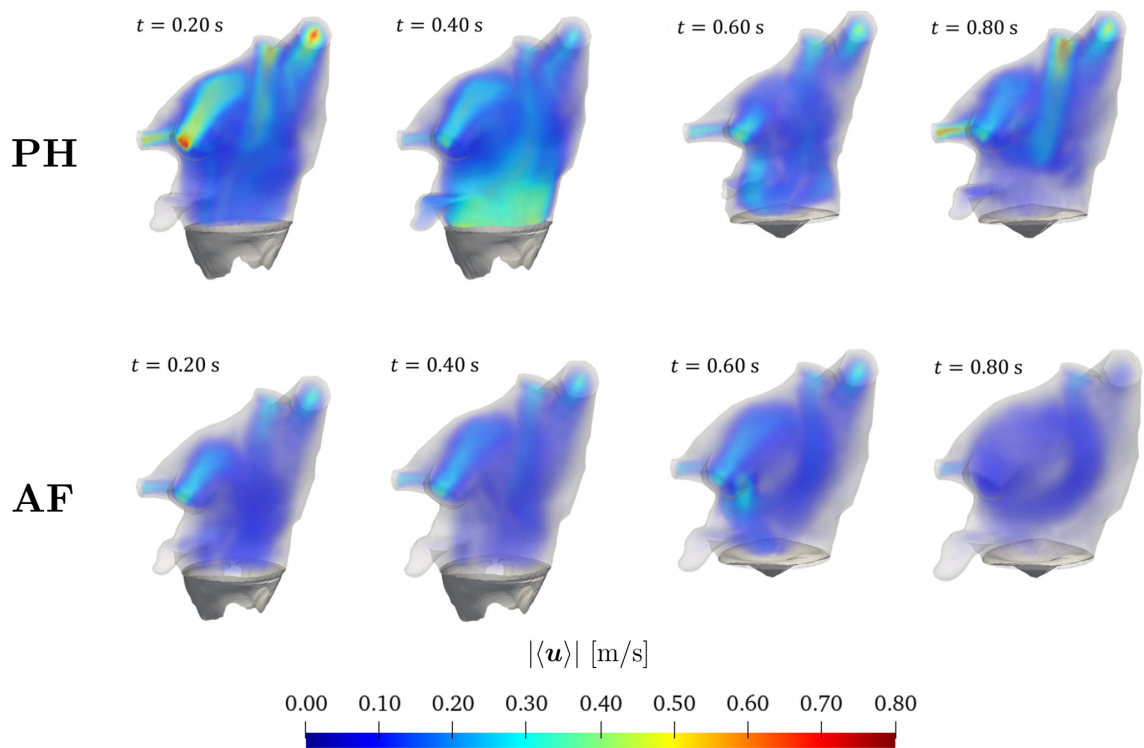 t = 0.20 s
t = 0.40 s
t = 0.60 s
t = 0.80 s
PH
t = 0.20 s
t = 0.40 s
t = 0.60 s
t = 0.80 s
AF
|⟨u⟩| [m/s]
0.00 0.10 0.20 0.30 0.40 0.50 0.60 0.70 0.80